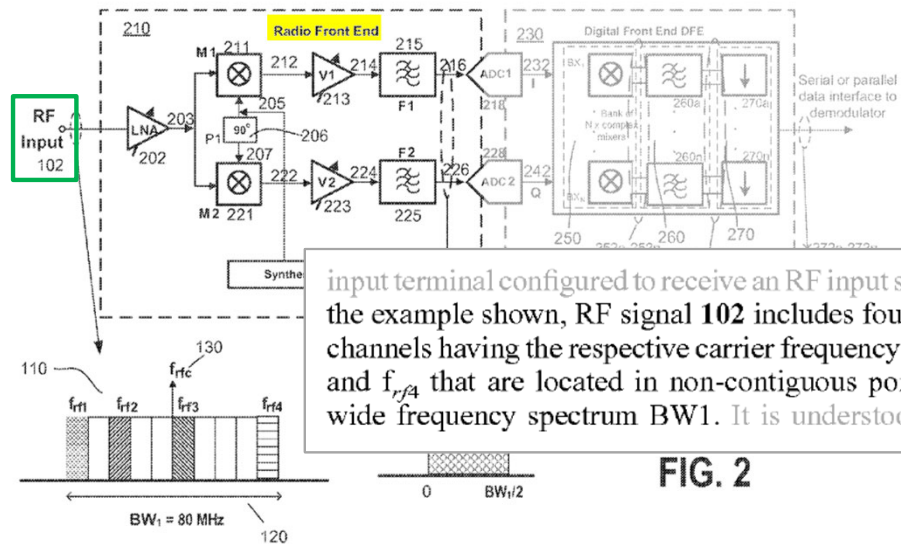 210
Radio Front End
230
Digital Front End DFE
M1
211
212
V1
213
214
215
F1
216
ADC1
218
232
I
BX1
260a
270a
RF
Input
102
LNA
202
203
205
P1
90°
206
207
Bank of
Nx complex
mixers
Serial or parallel
data interface to
demodulator
M2
221
222
V2
223
224
F2
225
226
228
ADC2
242
Q
260n
270n
250
260
270
Synthe
input terminal configured to receive an RF input s
the example shown, RF signal 102 includes fou
channels having the respective carrier frequency
and frf4 that are located in non-contiguous por
wide frequency spectrum BW1. It is understoo
110
130
frfc
frf1
frf2
frf3
frf4
BW1 = 80 MHz
120
0
BW1/2
FIG. 2